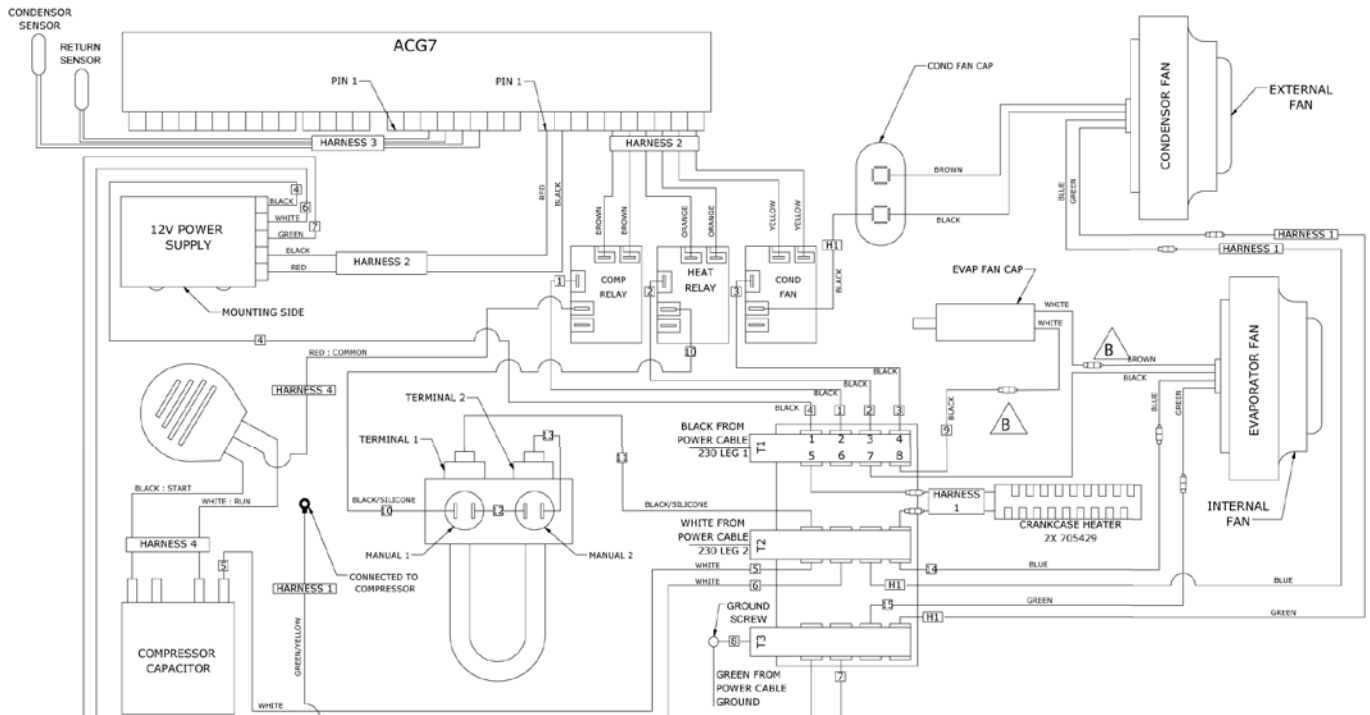 CONDENSOR
SENSOR
RETURN
SENSOR
ACG7
PIN 1
PIN 1
HARNESS 3
HARNESS 2
COND FAN CAP
CONDENSOR FAN
EXTERNAL
FAN
BROWN
BLACK
BLUE
GREEN
HARNESS 1
HARNESS 1
12V POWER
SUPPLY
4
BLACK
6
WHITE
7
GREEN
BLACK
RED
HARNESS 2
MOUNTING SIDE
RED
BLACK
BROWN
BROWN
ORANGE
ORANGE
YELLOW
YELLOW
H1
BLACK
1
COMP
RELAY
2
HEAT
RELAY
3
COND
FAN
10
EVAP FAN CAP
WHITE
WHITE
B
BROWN
BLACK
B
BLUE
GREEN
EVAPORATOR FAN
INTERNAL
FAN
4
RED : COMMON
HARNESS 4
BLACK : START
WHITE : RUN
HARNESS 4
5
COMPRESSOR
CAPACITOR
CONNECTED TO
COMPRESSOR
HARNESS 1
GREEN/YELLOW
WHITE
TERMINAL 2
TERMINAL 1
13
11
BLACK/SILICONE
10
12
MANUAL 1
MANUAL 2
BLACK/SILICONE
BLACK
BLACK
BLACK
BLACK
4
1
2
3
BLACK
9
BLACK FROM
POWER CABLE
230 LEG 1
T1
1 2 3 4
5 6 7 8
HARNESS
1
CRANKCASE HEATER
2X 705429
WHITE FROM
POWER CABLE
230 LEG 2
T2
WHITE
5
WHITE
6
14
BLUE
H1
BLUE
15
GREEN
H1
GREEN
GROUND
SCREW
8
T3
GREEN FROM
POWER CABLE
GROUND
7